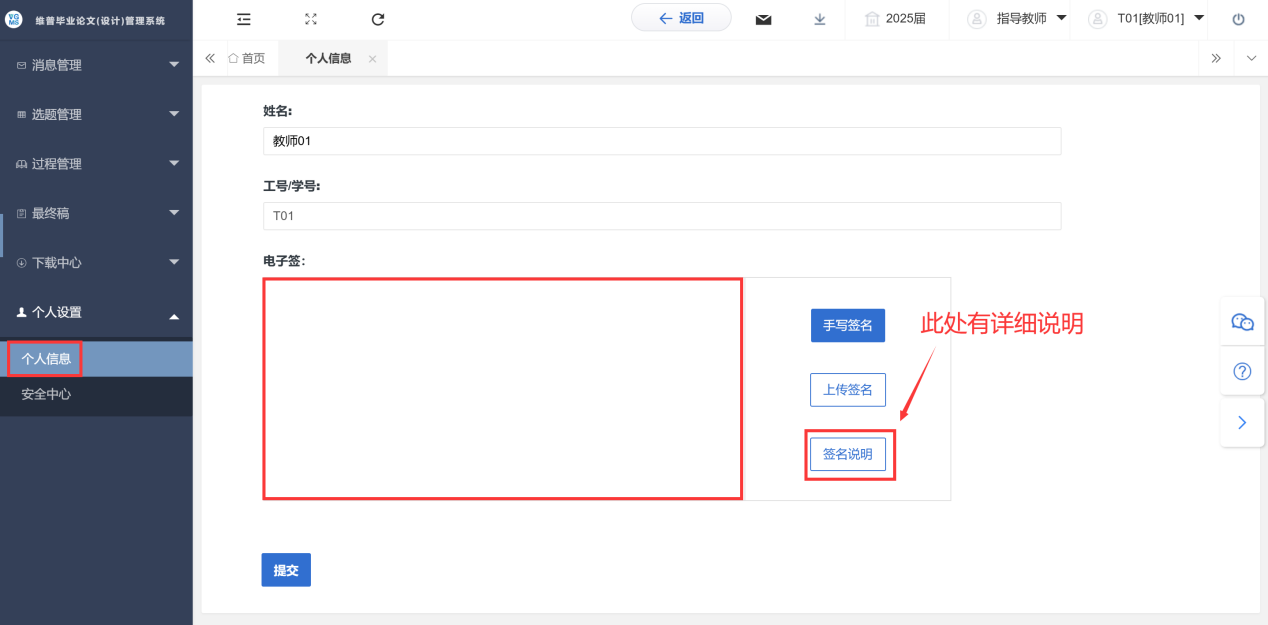 VG
MS
维普毕业论文(设计)管理系统
返回
2025届
指导教师
T01[教师01]
首页
个人信息
消息管理
选题管理
过程管理
最终稿
下载中心
个人设置
个人信息
安全中心
姓名:
教师01
工号/学号:
T01
电子签:
手写签名
此处有详细说明
上传签名
签名说明
提交